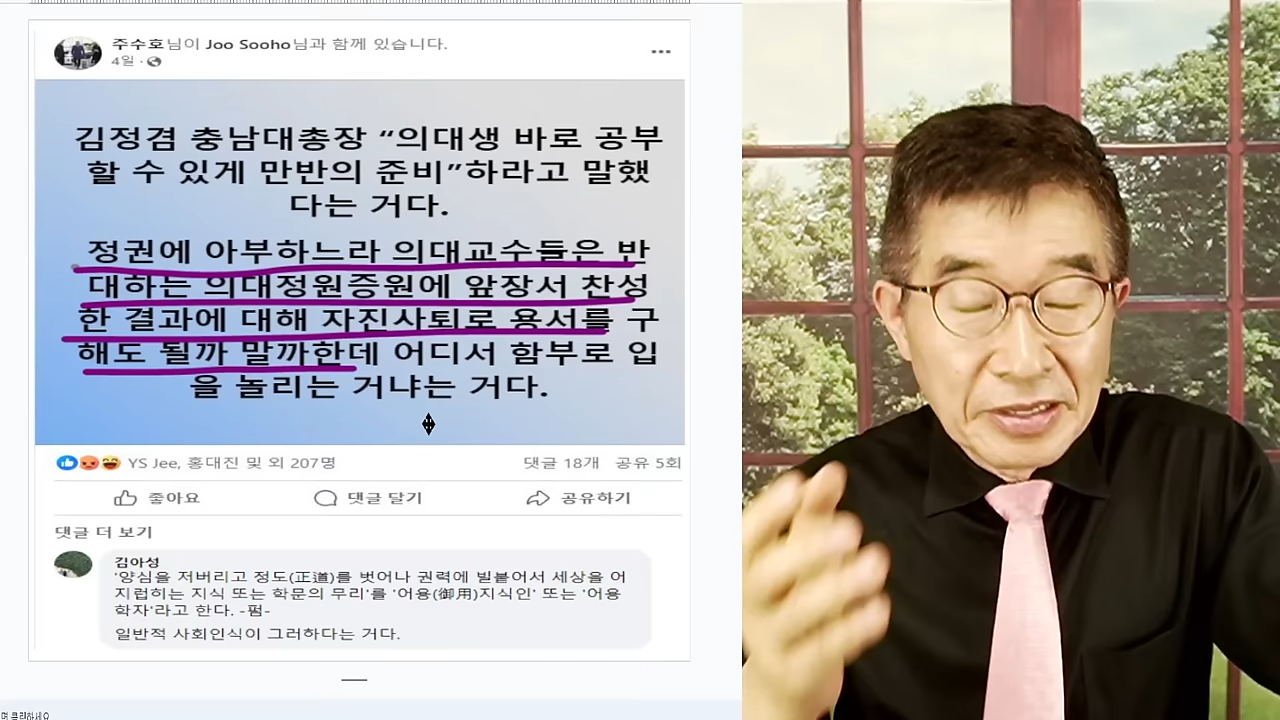 주수호님이 Joo Sooho님과 함께 있습니다.
4일 ·
김정겸 충남대총장 “의대생 바로 공부
할 수 있게 만반의 준비”하라고 말했
다는 거다.
정권에 아부하느라 의대교수들은 반
대하는 의대정원증원에 앞장서 찬성
한 결과에 대해 자진사퇴로 용서를 구
해도 될까 말까한데 어디서 함부로 입
을 놀리는 거냐는 거다.
YS Jee, 홍대진 및 외 207명 댓글 18개 공유 5회
좋아요 댓글 달기 공유하기
댓글 더 보기
김아성
'양심을 저버리고 정도(正道)를 벗어나 권력에 빌붙어서 세상을 어
지럽히는 지식 또는 학문의 무리'를 '어용(御用)지식인' 또는 '어용
학자'라고 한다. -펌-
일반적 사회인식이 그러하다는 거다.